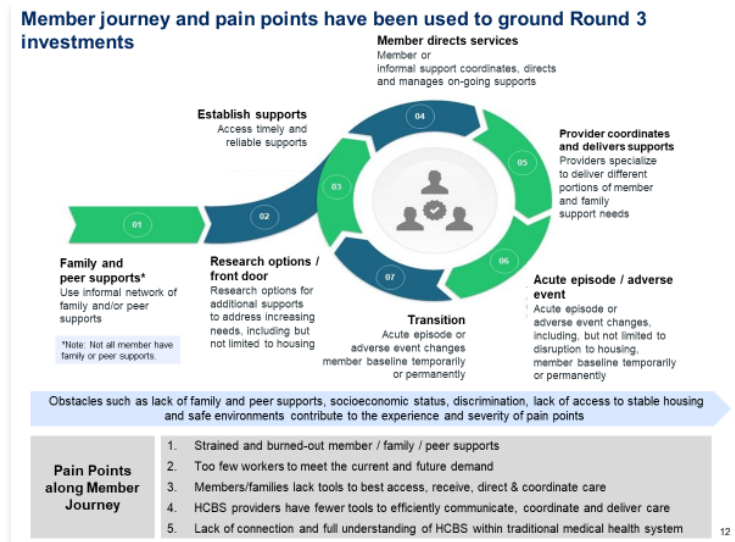 Member journey and pain points have been used to ground Round 3
investments
Member directs services
Member or
informal support coordinates, directs
and manages on-going supports
Establish supports
Access timely and
reliable supports
04
Provider coordinates
and delivers supports
Providers specialize
to deliver different
portions of member
and family
support needs
05
03
02
01
06
07
Family and
peer supports*
Use informal network of
family and/or peer
supports
*Note: Not all member have
family or peer supports.
Research options /
front door
Research options for
additional supports
to address increasing
needs, including but
not limited to housing
Transition
Acute episode or
adverse event changes
member baseline temporarily
or permanently
Acute episode / adverse
event
Acute episode or
adverse event changes,
including, but not limited to
disruption to housing,
member baseline temporarily
or permanently
Obstacles such as lack of family and peer supports, socioeconomic status, discrimination, lack of access to stable housing
and safe environments contribute to the experience and severity of pain points
Pain Points
along Member
Journey
1. Strained and burned-out member / family / peer supports
2. Too few workers to meet the current and future demand
3. Members/families lack tools to best access, receive, direct & coordinate care
4. HCBS providers have fewer tools to efficiently communicate, coordinate and deliver care
5. Lack of connection and full understanding of HCBS within traditional medical health system
12